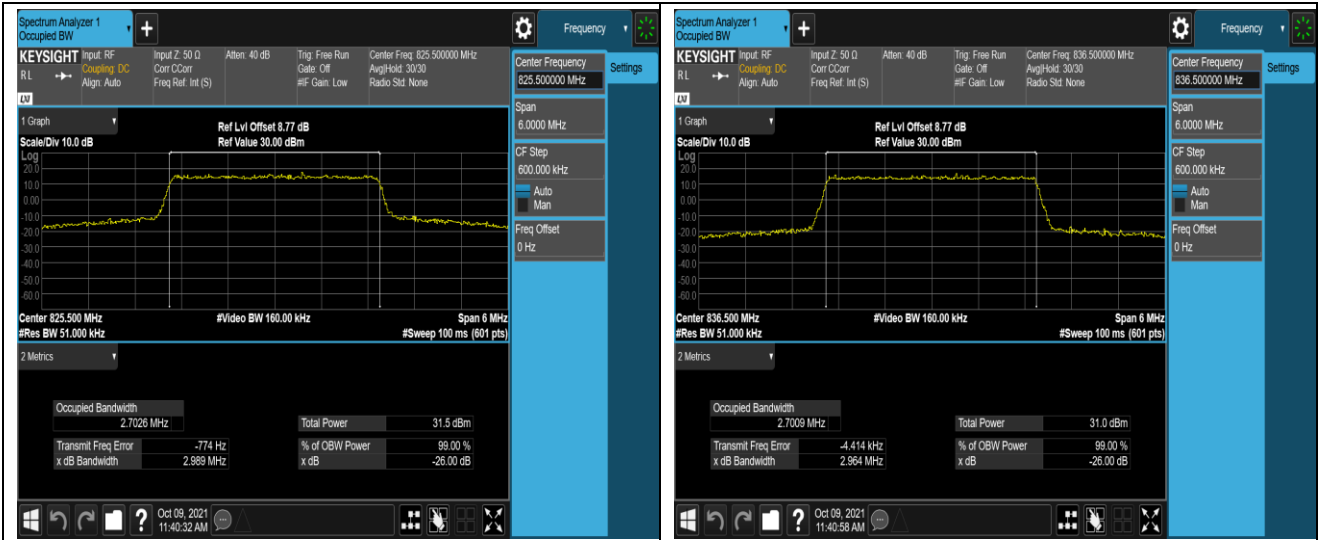 Spectrum Analyzer 1
Occupied BW
+
Frequency
KEYSIGHT Input: RF Input Z: 50 Ω Atten: 40 dB Trig: Free Run Center Freq: 825.500000 MHz
Coupling: DC Corr CCorr Gate: Off Avg|Hold: 30/30
RL Align: Auto Freq Ref: Int (S) #IF Gain: Low Radio Std: None
LXI
Center Frequency
825.500000 MHz
Settings
Span
6.0000 MHz
CF Step
600.000 kHz
Auto
Man
Freq Offset
0 Hz
1 Graph
Ref Lvl Offset 8.77 dB
Scale/Div 10.0 dB Ref Value 30.00 dBm
Log
20.0
10.0
0.00
-10.0
-20.0
-30.0
-40.0
-50.0
-60.0
Center 825.500 MHz #Video BW 160.00 kHz Span 6 MHz
#Res BW 51.000 kHz #Sweep 100 ms (601 pts)
2 Metrics
Occupied Bandwidth
2.7026 MHz Total Power 31.5 dBm
Transmit Freq Error -774 Hz % of OBW Power 99.00 %
x dB Bandwidth 2.989 MHz x dB -26.00 dB
?
Oct 09, 2021
11:40:32 AM
Spectrum Analyzer 1
Occupied BW
+
Frequency
KEYSIGHT Input: RF Input Z: 50 Ω Atten: 40 dB Trig: Free Run Center Freq: 836.500000 MHz
Coupling: DC Corr CCorr Gate: Off Avg|Hold: 30/30
RL Align: Auto Freq Ref: Int (S) #IF Gain: Low Radio Std: None
LXI
Center Frequency
836.500000 MHz
Settings
Span
6.0000 MHz
CF Step
600.000 kHz
Auto
Man
Freq Offset
0 Hz
1 Graph
Ref Lvl Offset 8.77 dB
Scale/Div 10.0 dB Ref Value 30.00 dBm
Log
20.0
10.0
0.00
-10.0
-20.0
-30.0
-40.0
-50.0
-60.0
Center 836.500 MHz #Video BW 160.00 kHz Span 6 MHz
#Res BW 51.000 kHz #Sweep 100 ms (601 pts)
2 Metrics
Occupied Bandwidth
2.7009 MHz Total Power 31.0 dBm
Transmit Freq Error -4.414 kHz % of OBW Power 99.00 %
x dB Bandwidth 2.964 MHz x dB -26.00 dB
?
Oct 09, 2021
11:40:58 AM